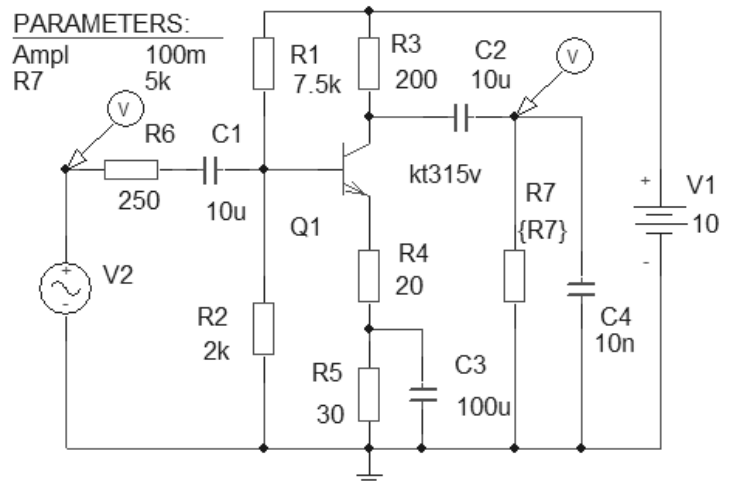 PARAMETERS:
Ampl 100m
R7 5k
V
R6
250
C1
10u
R1
7.5k
R3
200
C2
10u
V
kt315v
Q1
R7
{R7}
+
V1
10
-
+
V2
-
R4
20
R2
2k
C4
10n
R5
30
C3
100u